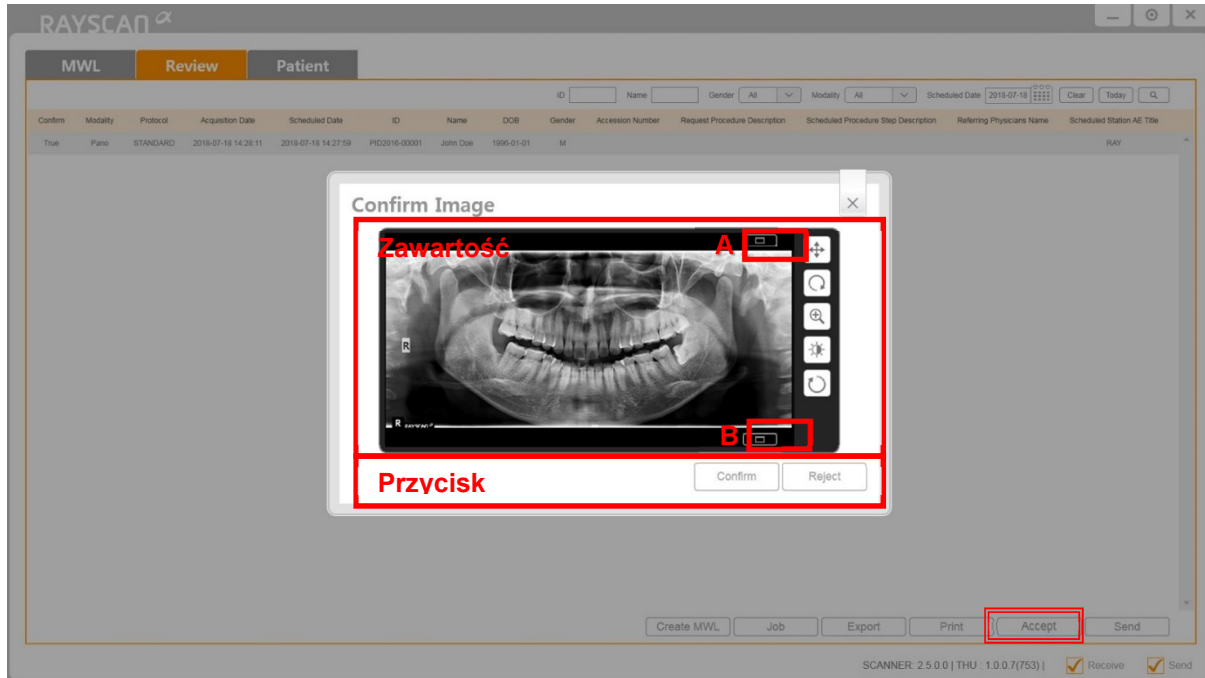 RAYSCAN α
MWL Review Patient
ID Name Gender All Modality All Scheduled Date 2018-07-18 Clear Today
Confirm Modality Protocol Acquisition Date Scheduled Date ID Name DOB Gender Accession Number Request Procedure Description Scheduled Procedure Step Description Referring Physicians Name Scheduled Station AE Title
True Pano STANDARD 2018-07-18 14:28:11 2018-07-18 14:27:59 PID2016-00001 John Doe 1996-01-01 M RAY
Confirm Image
Zawartość A
R
R RAYSCAN α
B
Przycisk Confirm Reject
Create MWL Job Export Print Accept Send
SCANNER: 2.5.0.0 | THU : 1.0.0.7(753) | Receive Send